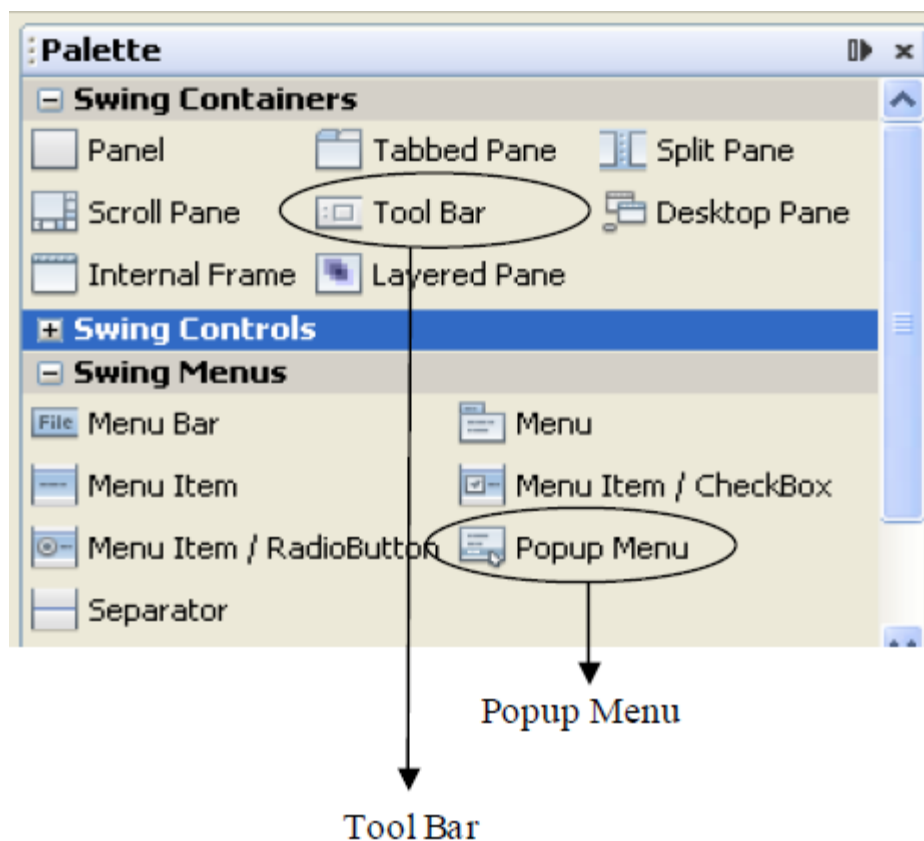 Palette
Swing Containers
Panel Tabbed Pane Split Pane
Scroll Pane Tool Bar Desktop Pane
Internal Frame Layered Pane
Swing Controls
Swing Menus
File Menu Bar Menu
Menu Item Menu Item / CheckBox
Menu Item / RadioButton Popup Menu
Separator
Popup Menu
Tool Bar